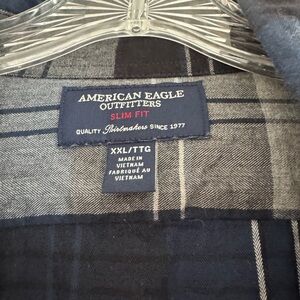 AMERICAN EAGLE
OUTFITTERS
SLIM FIT
QUALITY Shirtmakers SINCE 1977
XXL/TTG
MADE IN
VIETNAM
FABRIQUÉ AU
VIETNAM